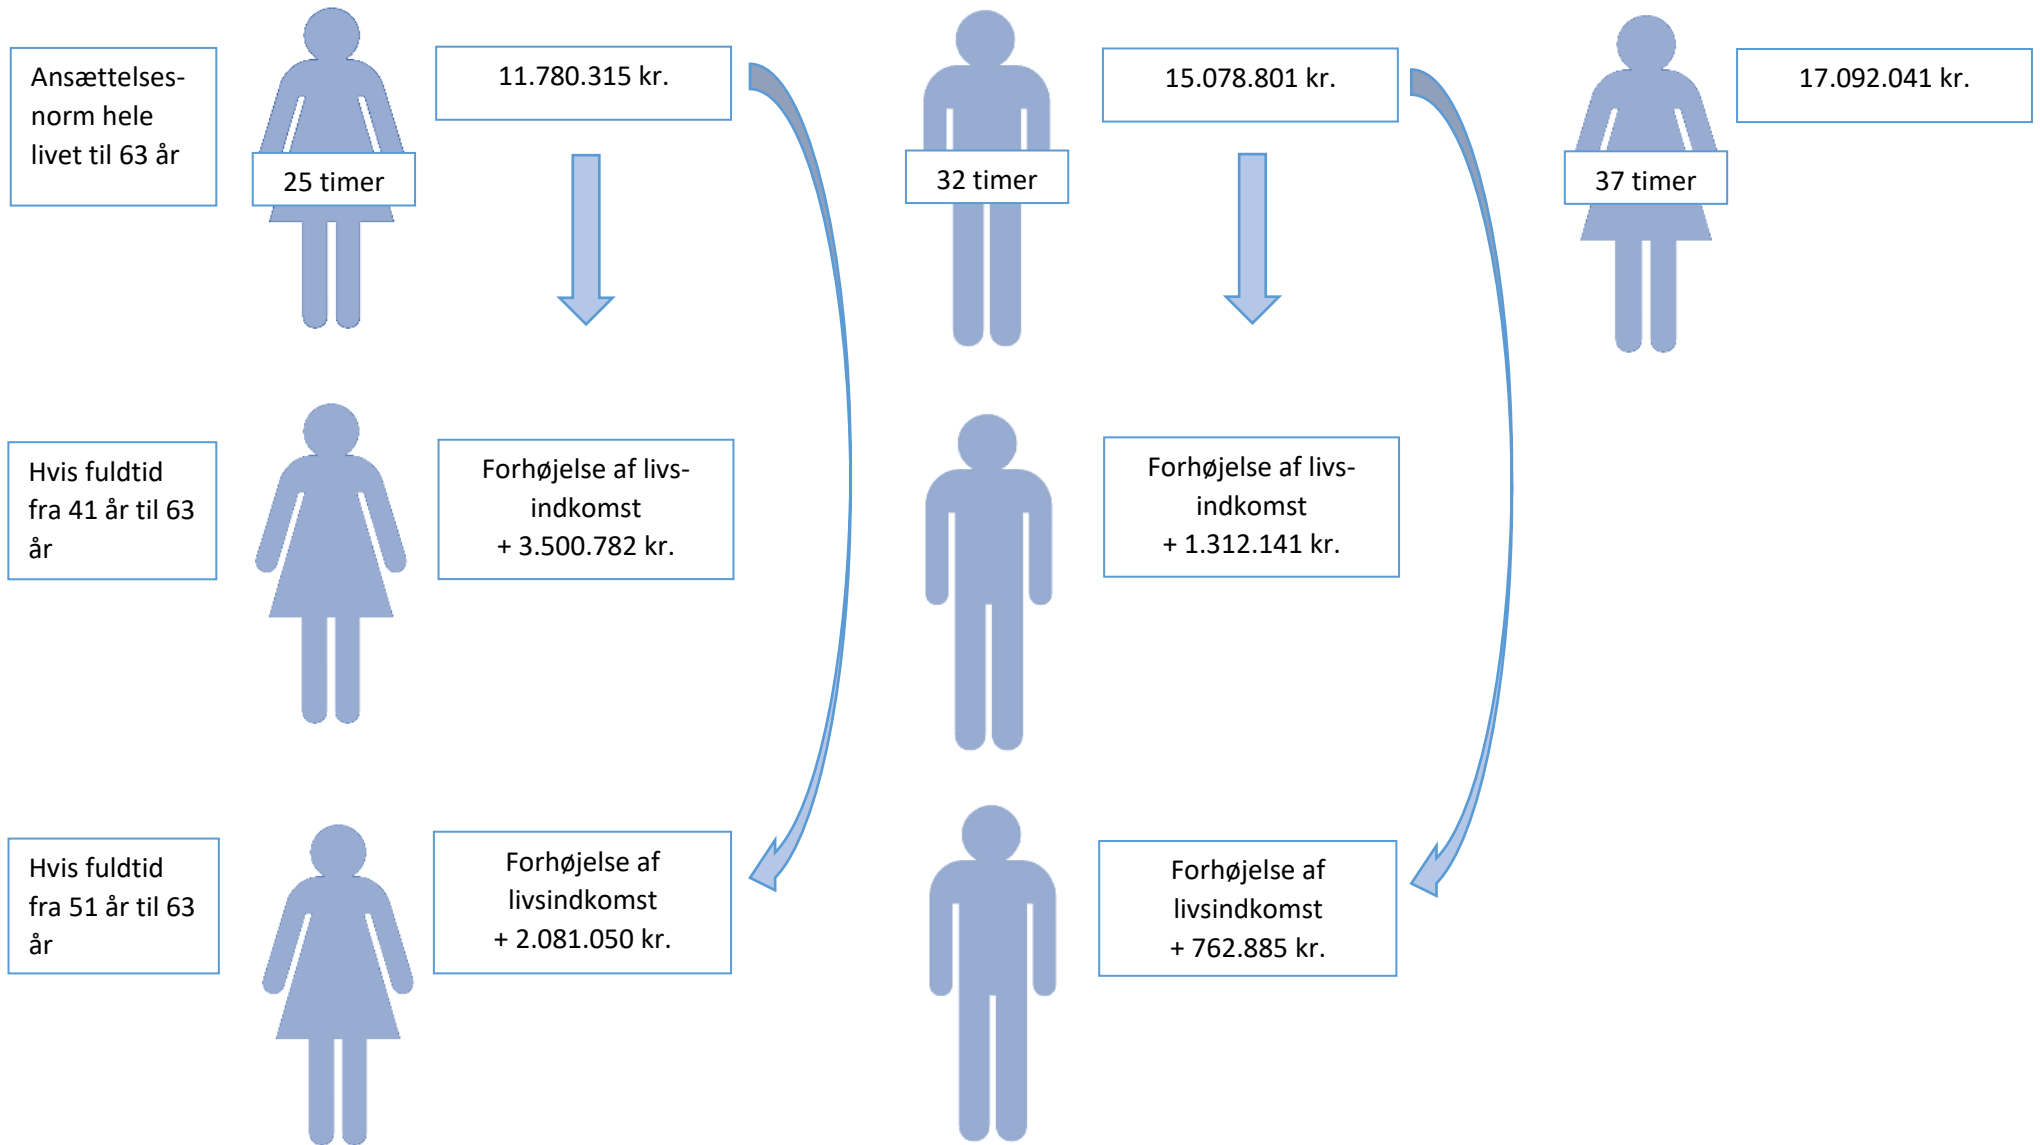 Ansættelses-
norm hele
livet til 63 år
25 timer
11.780.315 kr.
32 timer
15.078.801 kr.
37 timer
17.092.041 kr.
Hvis fuldtid
fra 41 år til 63
år
Forhøjelse af livs-
indkomst
+ 3.500.782 kr.
Forhøjelse af livs-
indkomst
+ 1.312.141 kr.
Hvis fuldtid
fra 51 år til 63
år
Forhøjelse af
livsindkomst
+ 2.081.050 kr.
Forhøjelse af
livsindkomst
+ 762.885 kr.